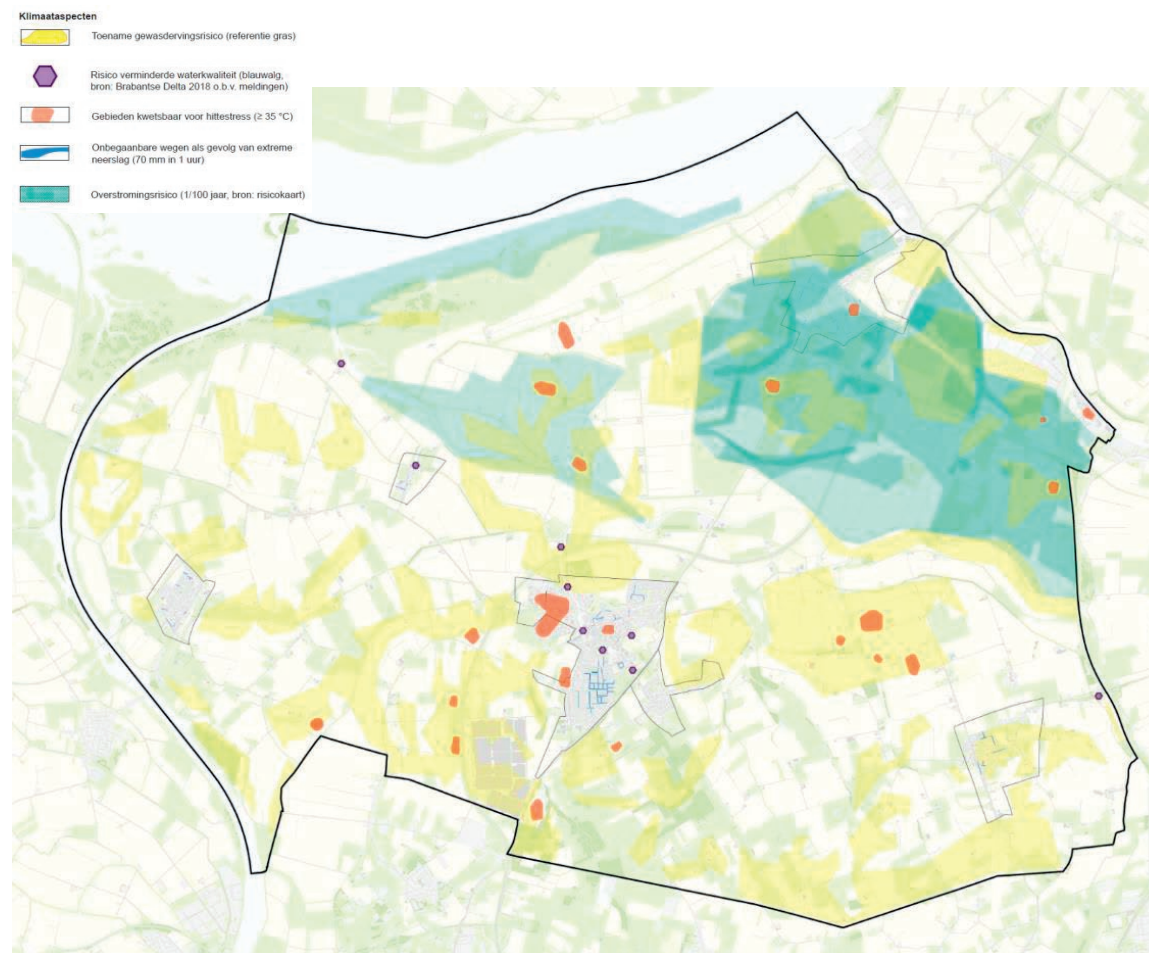 Klimaataspecten
Toename gewasdervingsrisico (referentie gras)
Risico verminderde waterkwaliteit (blauwalg,
bron: Brabantse Delta 2018 o.b.v. meldingen)
Gebieden kwetsbaar voor hittestress (≥ 35 °C)
Onbegaanbare wegen als gevolg van extreme
neerslag (70 mm in 1 uur)
Overstromingsrisico (1/100 jaar, bron: risicokaart)